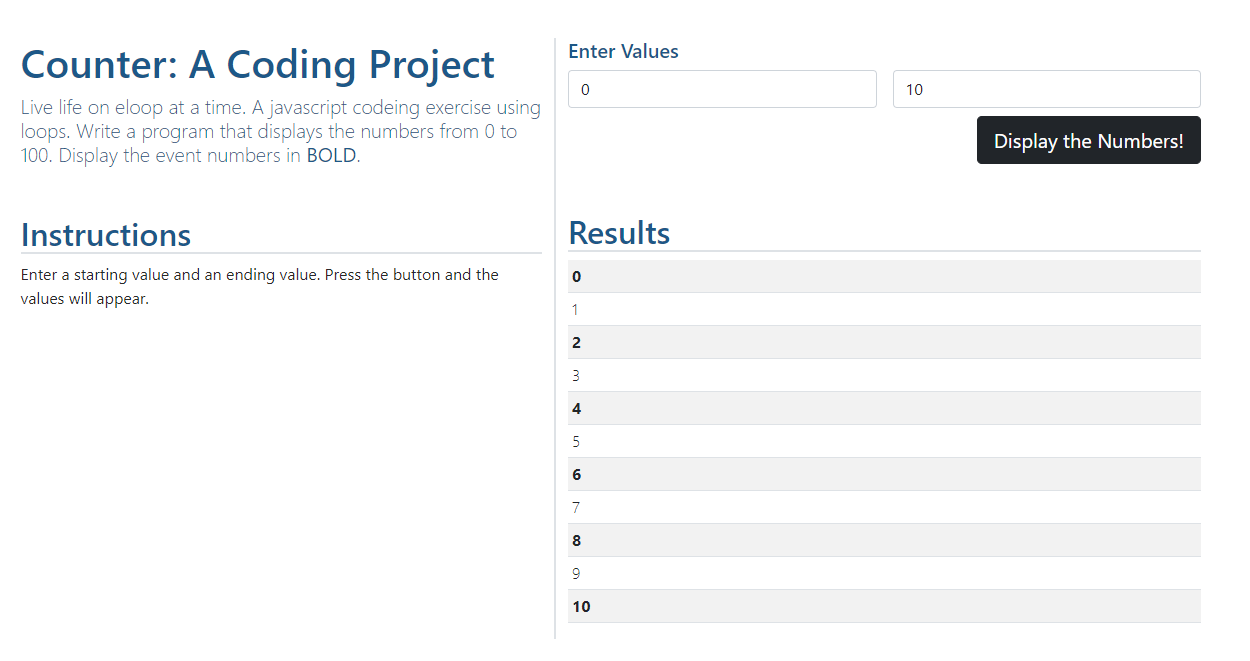 Counter: A Coding Project
Live life on eloop at a time. A javascript codeing exercise using
loops. Write a program that displays the numbers from 0 to
100. Display the event numbers in BOLD.
Instructions
Enter a starting value and an ending value. Press the button and the
values will appear.
Enter Values
0
10
Display the Numbers!
Results
0
1
2
3
4
5
6
7
8
9
10